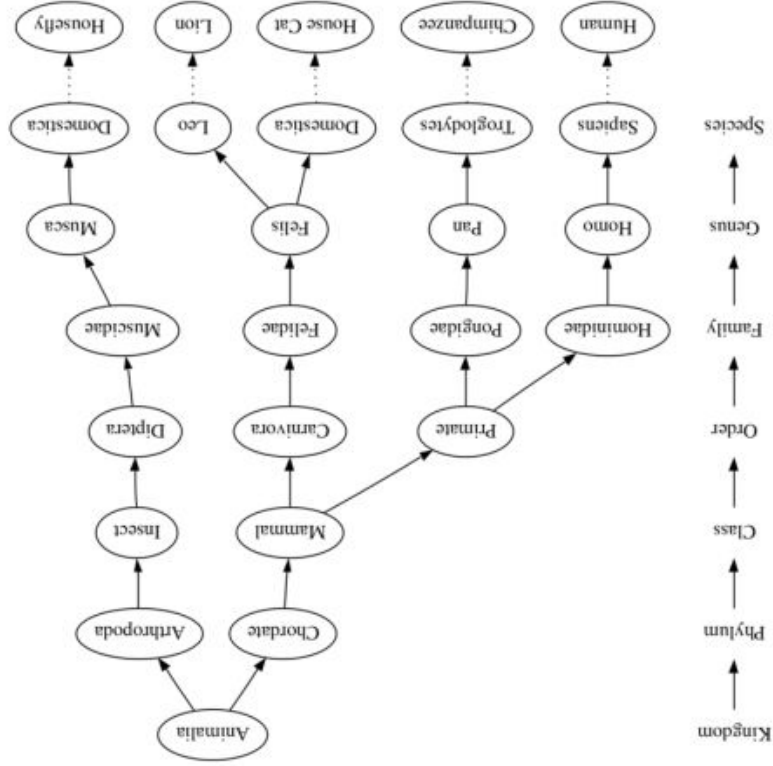 Kingdom Animalia
Phylum Chordate Arthropoda
Class Mammal Insect
Order Primate Carnivora Diptera
Family Hominidae Pongidae Felidae Muscidae
Genus Homo Pan Felis Musca
Species Sapiens Troglodytes Domestica Leo Domestica
Human Chimpanzee House Cat Lion Housefly